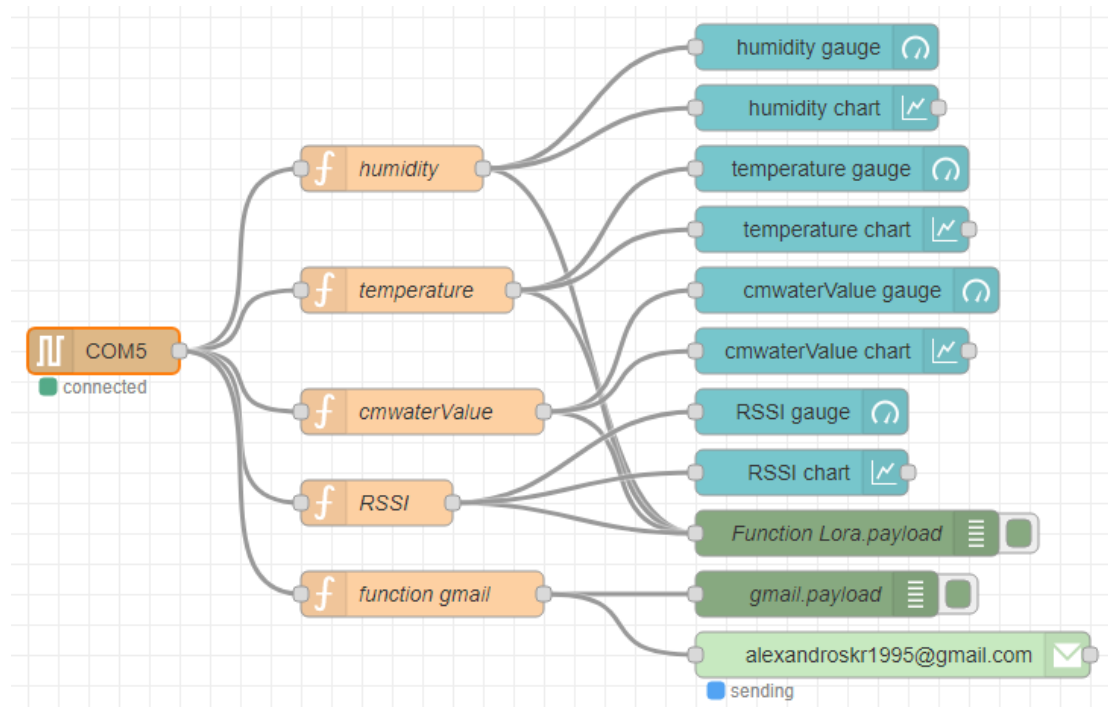 humidity gauge
humidity chart
humidity
temperature gauge
temperature chart
temperature
cmwaterValue gauge
COM5
connected
cmwaterValue chart
cmwaterValue
RSSI gauge
RSSI chart
RSSI
Function Lora.payload
function gmail
gmail.payload
alexandroskr1995@gmail.com
sending